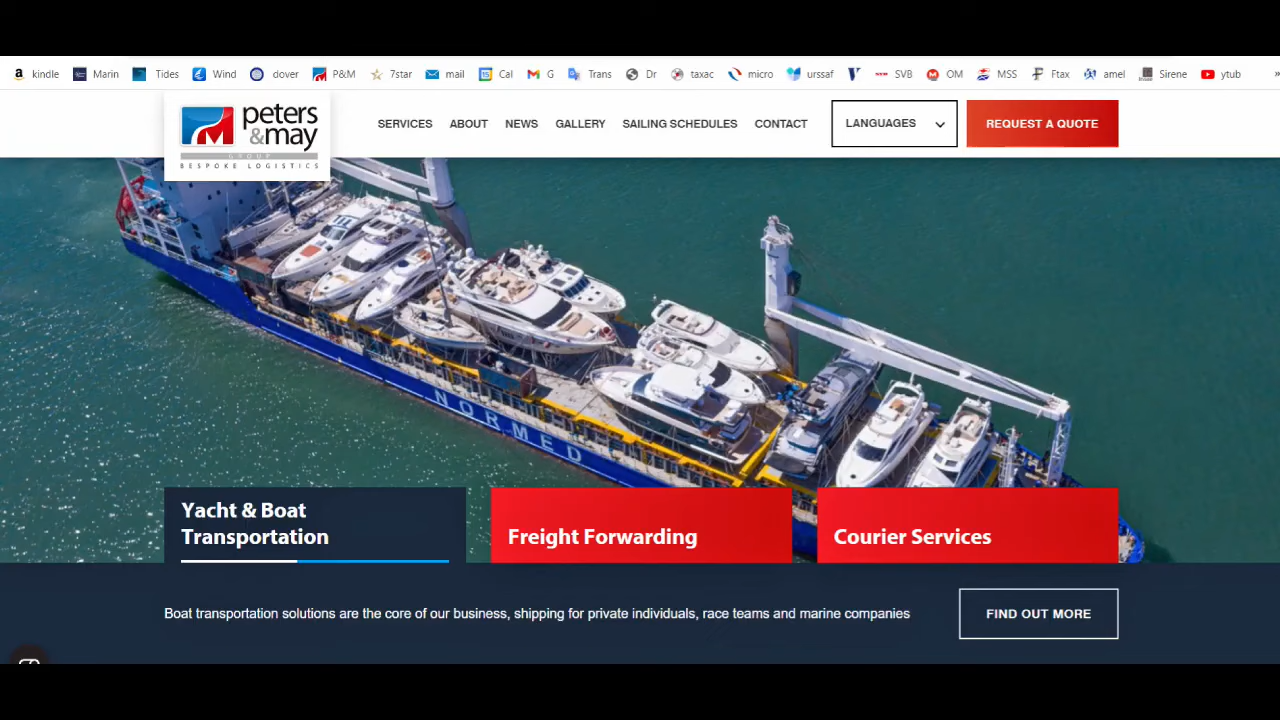 kindle Marin Tides Wind dover P&M 7star mail Cal G Trans Dr taxac micro urssaf SVB OM MSS Ftax amel Sirene ytub »
peters
&may
GROUP
BESPOKE LOGISTICS
SERVICES ABOUT NEWS GALLERY SAILING SCHEDULES CONTACT LANGUAGES REQUEST A QUOTE
NORMED
Yacht & Boat
Transportation
Freight Forwarding
Courier Services
Boat transportation solutions are the core of our business, shipping for private individuals, race teams and marine companies
FIND OUT MORE